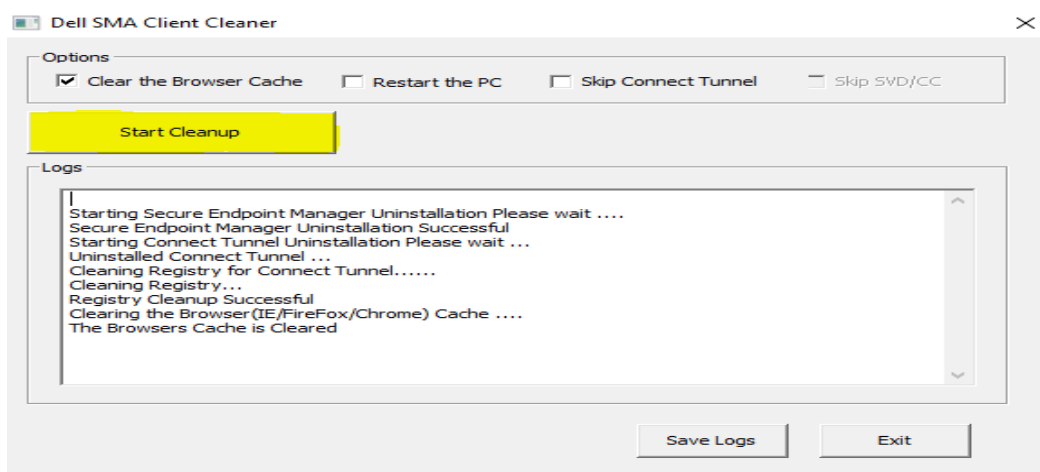 Dell SMA Client Cleaner
Options
Clear the Browser Cache Restart the PC Skip Connect Tunnel Skip SVD/CC
Start Cleanup
Logs
Starting Secure Endpoint Manager Uninstallation Please wait ....
Secure Endpoint Manager Uninstallation Successful
Starting Connect Tunnel Uninstallation Please wait ...
Uninstalled Connect Tunnel ...
Cleaning Registry for Connect Tunnel......
Cleaning Registry...
Registry Cleanup Successful
Clearing the Browser(IE/FireFox/Chrome) Cache ....
The Browsers Cache is Cleared
Save Logs Exit